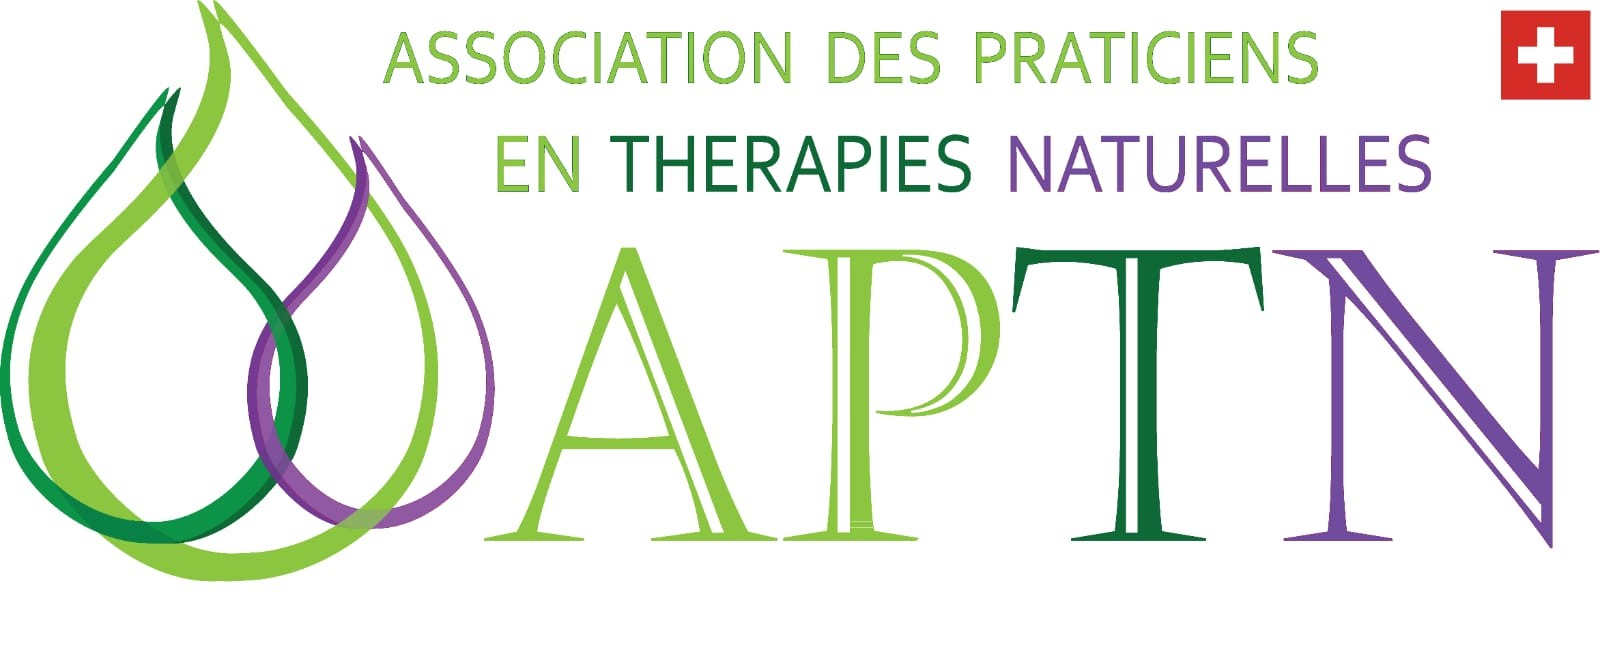 ASSOCIATION DES PRATICIENS
EN THERAPIES NATURELLES
APTN